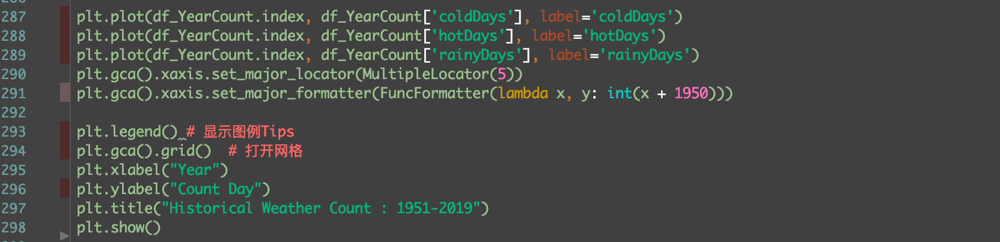 287 plt.plot(df_YearCount.index, df_YearCount['coldDays'], label='coldDays')
288 plt.plot(df_YearCount.index, df_YearCount['hotDays'], label='hotDays')
289 plt.plot(df_YearCount.index, df_YearCount['rainyDays'], label='rainyDays')
290 plt.gca().xaxis.set_major_locator(MultipleLocator(5))
291 plt.gca().xaxis.set_major_formatter(FuncFormatter(lambda x, y: int(x + 1950)))
292
293 plt.legend() # 显示图例Tips
294 plt.gca().grid()  # 打开网格
295 plt.xlabel("Year")
296 plt.ylabel("Count Day")
297 plt.title("Historical Weather Count : 1951-2019")
298 plt.show()